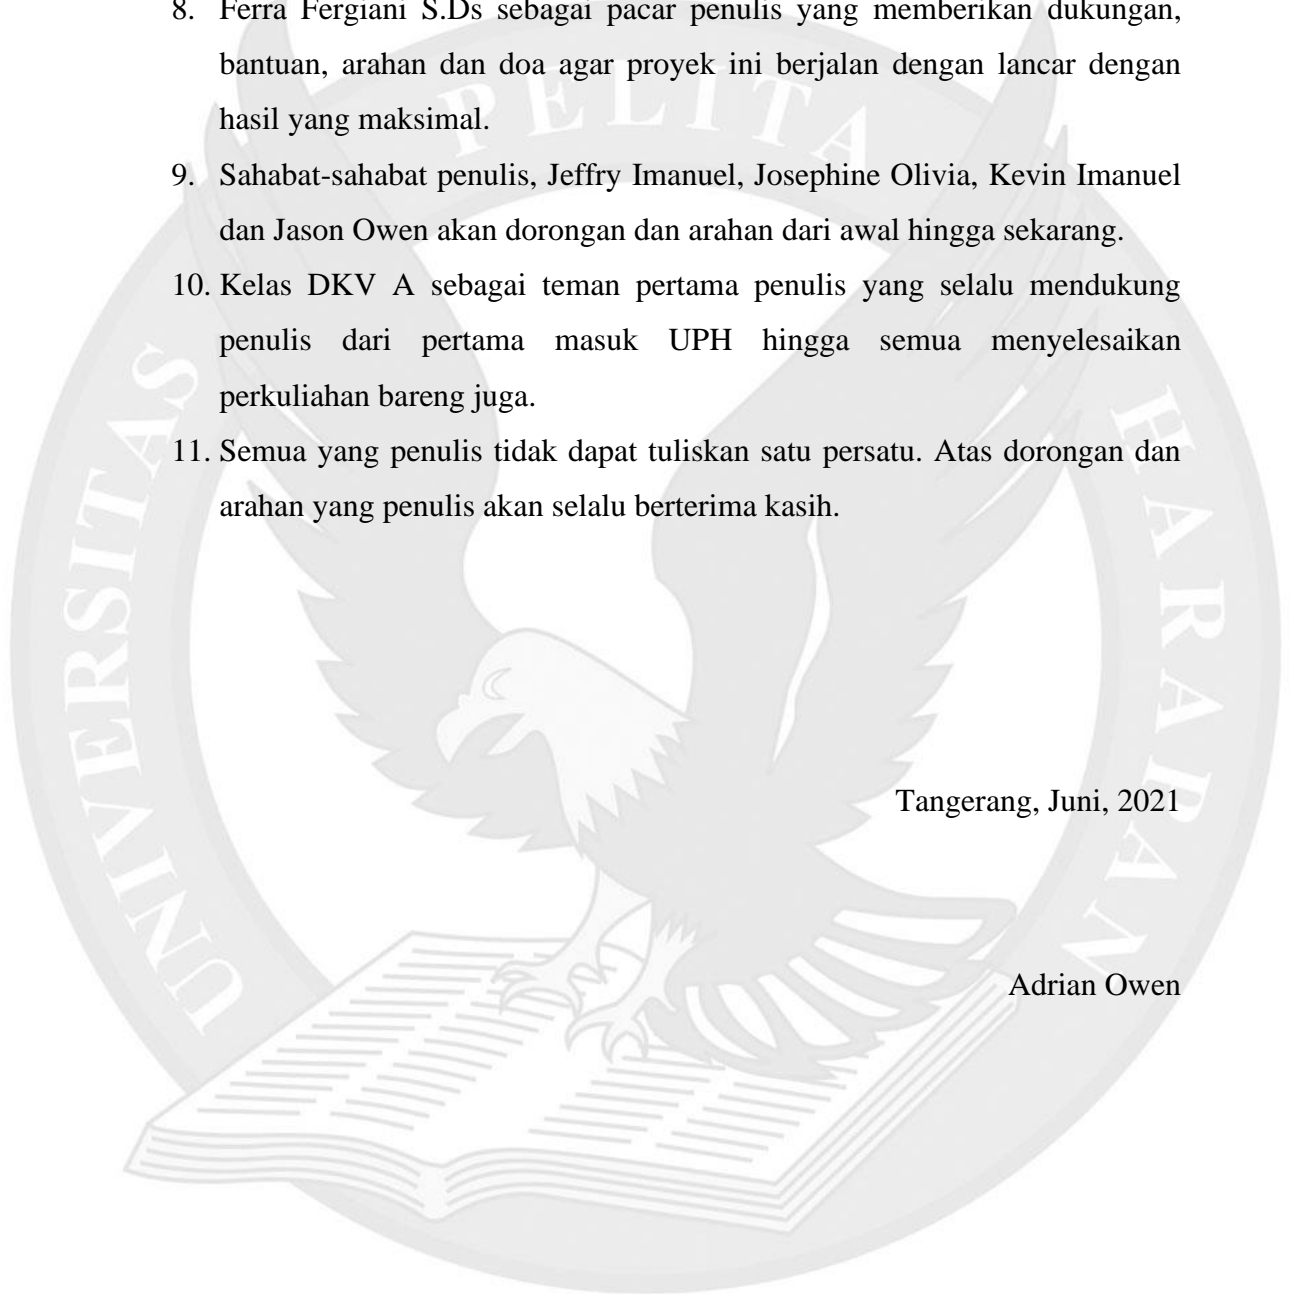 8. Ferra Fergiani S.Ds sebagai pacar penulis yang memberikan dukungan,
bantuan, arahan dan doa agar proyek ini berjalan dengan lancar dengan
hasil yang maksimal.
9. Sahabat-sahabat penulis, Jeffry Imanuel, Josephine Olivia, Kevin Imanuel
dan Jason Owen akan dorongan dan arahan dari awal hingga sekarang.
10. Kelas DKV A sebagai teman pertama penulis yang selalu mendukung
penulis dari pertama masuk UPH hingga semua menyelesaikan
perkuliahan bareng juga.
11. Semua yang penulis tidak dapat tuliskan satu persatu. Atas dorongan dan
arahan yang penulis akan selalu berterima kasih.
Tangerang, Juni, 2021
Adrian Owen
UNIVERSITAS PELITA HARAPAN